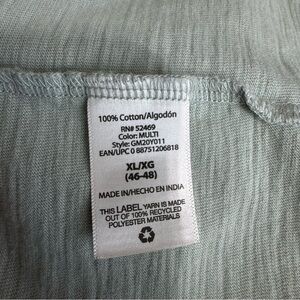 100% Cotton/Algodón
RN# 52469
Color: MULTI
Style: GM20Y011
EAN/UPC 0 88751206818
XL/XG
(46-48)
MADE IN/HECHO EN INDIA
THIS LABEL YARN IS MADE
OUT OF 100% RECYCLED
POLYESTER MATERIALS